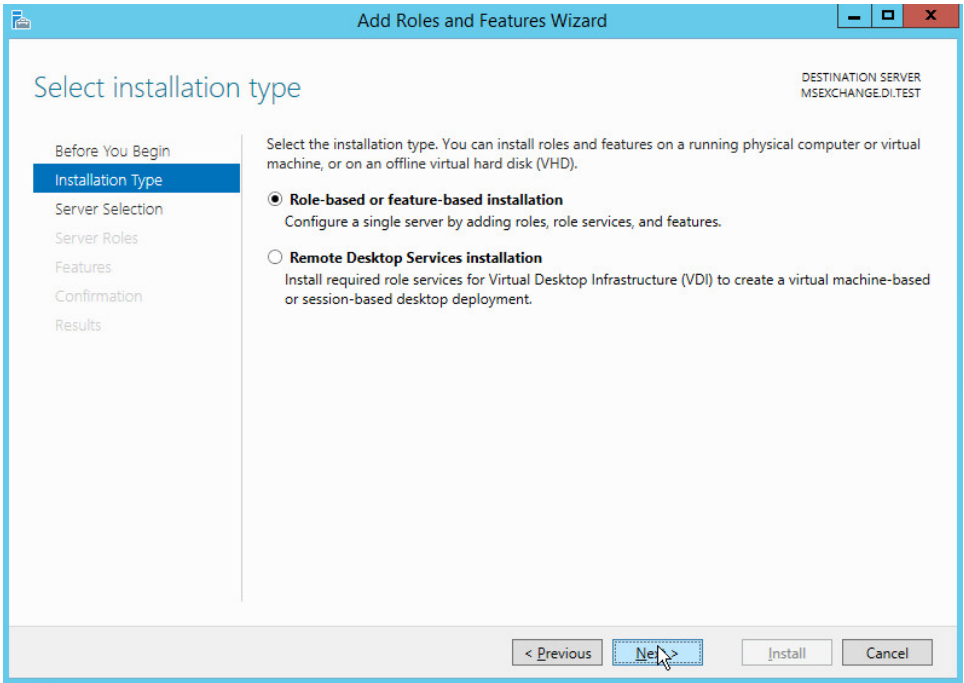 Add Roles and Features Wizard
Select installation type
DESTINATION SERVER
MSEXCHANGE.DI.TEST
Before You Begin
Installation Type
Server Selection
Server Roles
Features
Confirmation
Results
Select the installation type. You can install roles and features on a running physical computer or virtual
machine, or on an offline virtual hard disk (VHD).
Role-based or feature-based installation
Configure a single server by adding roles, role services, and features.
Remote Desktop Services installation
Install required role services for Virtual Desktop Infrastructure (VDI) to create a virtual machine-based
or session-based desktop deployment.
< Previous
Next >
Install
Cancel